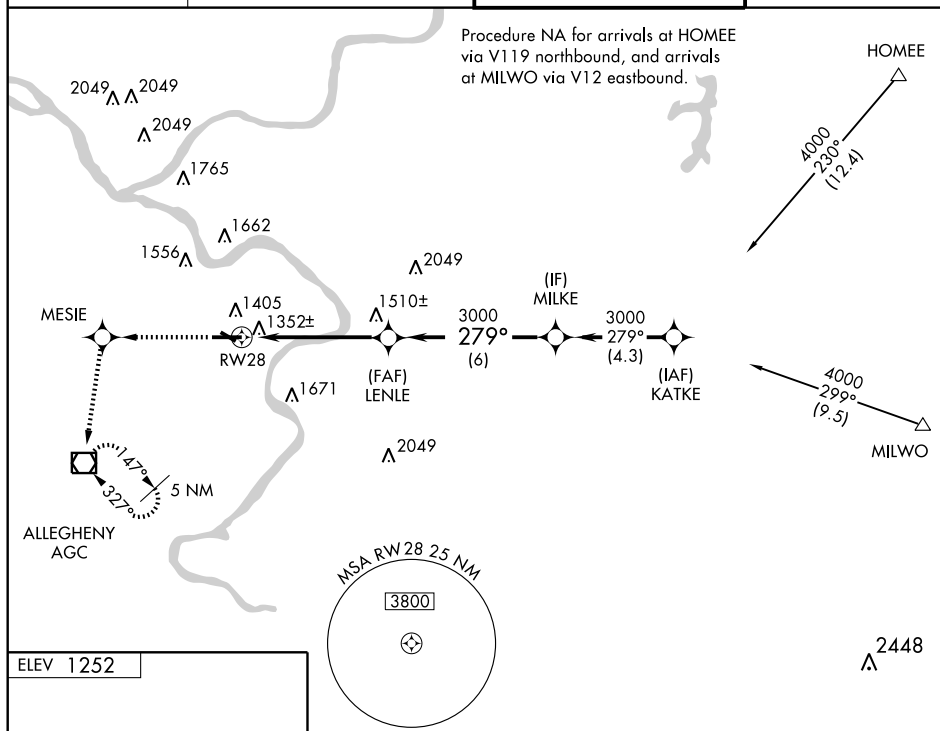 Procedure NA for arrivals at HOMEE
via V119 northbound, and arrivals
at MILWO via V12 eastbound.
HOMEE
2049
2049
2049
1765
4000
230°
(12.4)
1662
1556
2049
(IF)
MILKE
1405
1510±
MESIE
1352±
3000
279°
(6)
3000
279°
(4.3)
RW28
(FAF)
LENLE
(IAF)
KATKE
4000
299°
(9.5)
1671
MILWO
2049
147°
327°
5 NM
ALLEGHENY
AGC
MSA RW28 25 NM
3800
2448
ELEV 1252